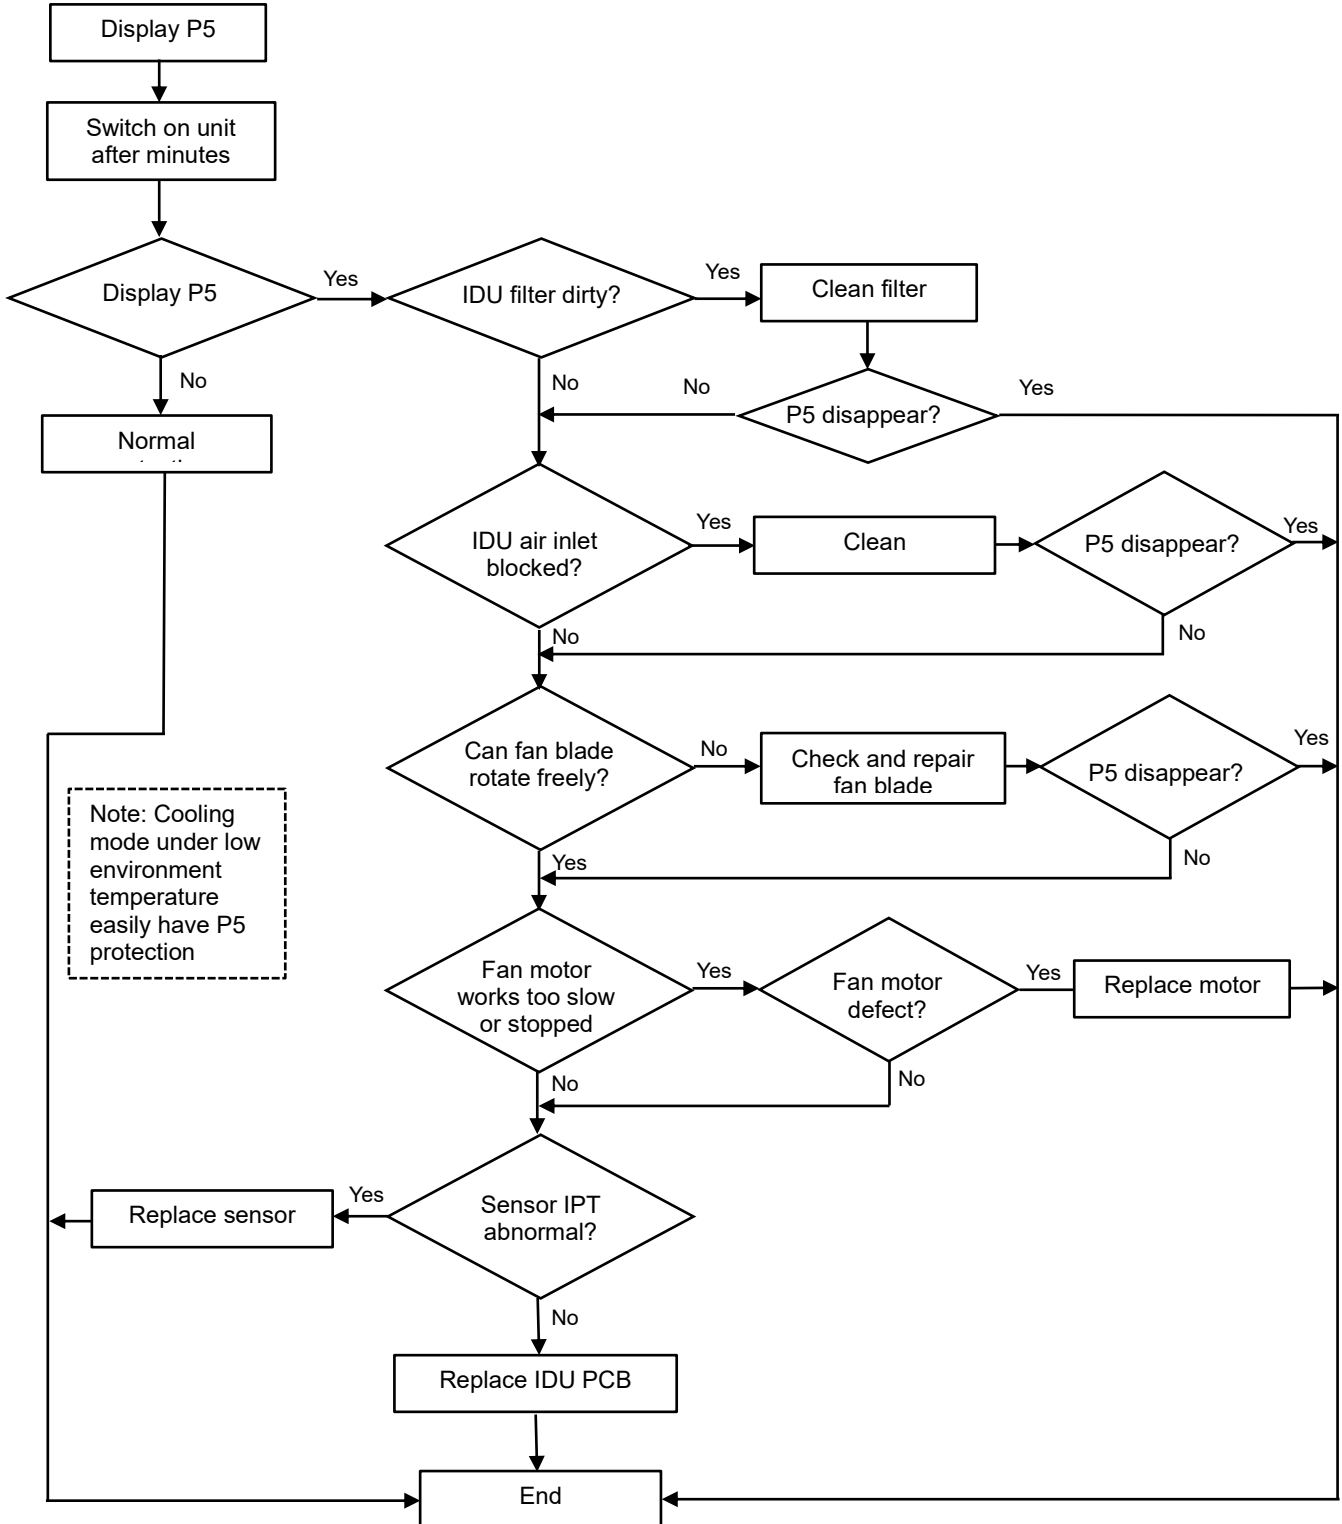 Display P5
Switch on unit
after minutes
Display P5
Yes
IDU filter dirty?
Yes
Clean filter
No
No
No
P5 disappear?
Yes
Normal
IDU air inlet
blocked?
Yes
Clean
P5 disappear?
Yes
No
No
Can fan blade
rotate freely?
No
Check and repair
fan blade
P5 disappear?
Yes
Note: Cooling
mode under low
environment
temperature
easily have P5
protection
Yes
No
Fan motor
works too slow
or stopped
Yes
Fan motor
defect?
Yes
Replace motor
No
No
Sensor IPT
abnormal?
Yes
Replace sensor
No
Replace IDU PCB
End